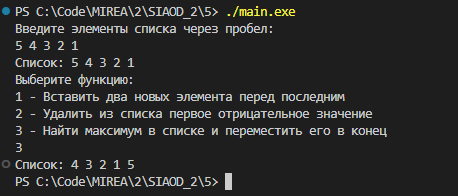 PS C:\Code\MIREA\2\SIAOD_2\5> ./main.exe
Введите элементы списка через пробел:
5 4 3 2 1
Список: 5 4 3 2 1
Выберите функцию:
1 - Вставить два новых элемента перед последним
2 - Удалить из списка первое отрицательное значение
3 - Найти максимум в списке и переместить его в конец
3
Список: 4 3 2 1 5
PS C:\Code\MIREA\2\SIAOD_2\5>